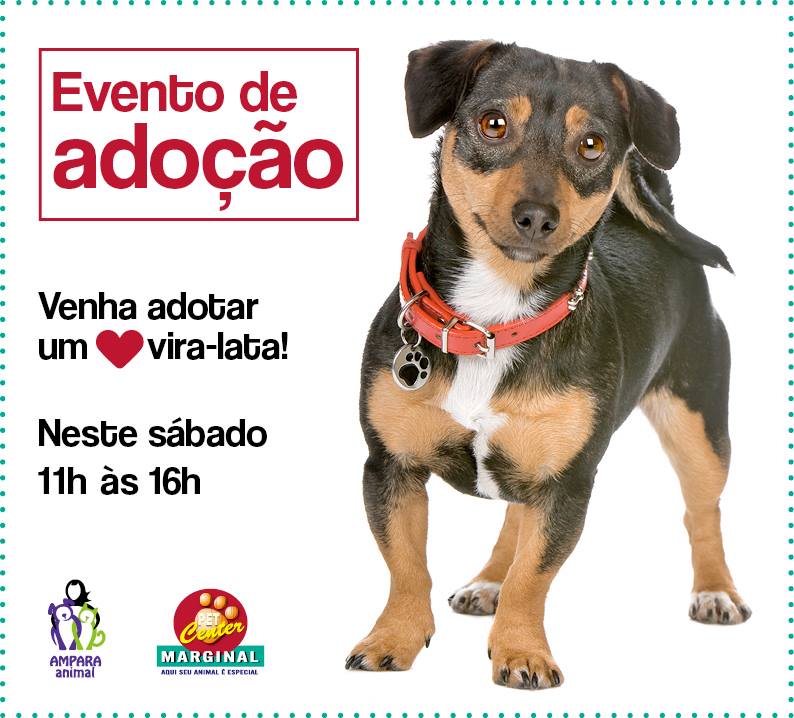 Evento de
adoção
Venha adotar
um vira-lata!
Neste sábado
11h às 16h
AMPARA
animal
PET
Center
MARGINAL
AQUI SEU ANIMAL É ESPECIAL